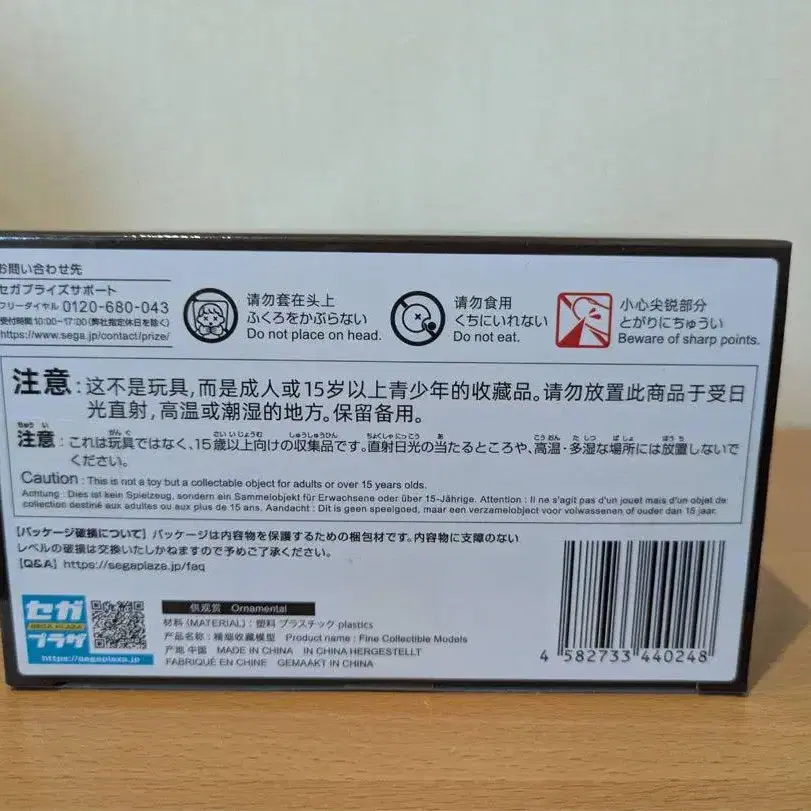 お問い合わせ先
セガプライズサポート
フリーダイヤル 0120-680-043
受付時間10:00~17:00(弊社指定休日を除く)
https://www.sega.jp/contact/prize/
请勿套在头上
ふくろをかぶらない
Do not place on head.
请勿食用
くちにいれない
Do not eat.
小心尖锐部分
とがりにちゅうい
Beware of sharp points.
注意:这不是玩具,而是成人或15岁以上青少年的收藏品。请勿放置此商品于受日
光直射,高温或潮湿的地方。保留备用。
注意:これは玩具ではなく、15歳以上向けの収集品です。直射日光の当たるところや、高温・多湿な場所には放置しないで
ください。
Caution : This is not a toy but a collectable object for adults or over 15 years olds.
Achtung : Dies ist kein Spielzeug, sondern ein Sammelobjekt für Erwachsene oder über 15-Jährige. Attention : Il ne s'agit pas d'un jouet mais d'un objet de
collection destiné aux adultes ou aux plus de 15 ans. Aandacht : Dit is geen speelgoed, maar een verzamelobject voor volwassenen of ouder dan 15 jaar.
【パッケージ破損について】パッケージは内容物を保護するための梱包材です。内容物に支障のない
レベルの破損は交換いたしかねますので予めご了承ください。
【Q&A】https://segaplaza.jp/faq
セガ
SEGA PLAZA
プラザ
https://segaplaza.jp
供观赏 Ornamental
材料(MATERIAL):塑料 プラスチック plastics
产品名称:精细收藏模型 Product name : Fine Collectible Models
产地 中国 MADE IN CHINA IN CHINA HERGESTELLT
FABRIQUÉ EN CHINE GEMAAKT IN CHINA
4 582733 440248